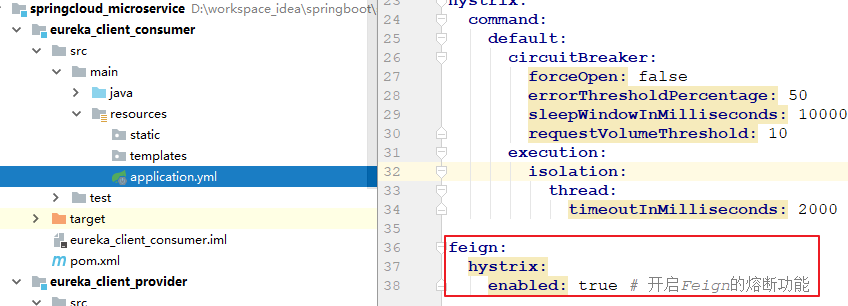 springcloud_microservice D:\workspace_idea\springboot\
eureka_client_consumer
src
main
java
resources
static
templates
application.yml
test
target
eureka_client_consumer.iml
pom.xml
eureka_client_provider
src
23 hystrix:
24 command:
25 default:
26 circuitBreaker:
27 forceOpen: false
28 errorThresholdPercentage: 50
29 sleepWindowInMilliseconds: 10000
30 requestVolumeThreshold: 10
31 execution:
32 isolation:
33 thread:
34 timeoutInMilliseconds: 2000
35
36 feign:
37 hystrix:
38 enabled: true # 开启Feign的熔断功能